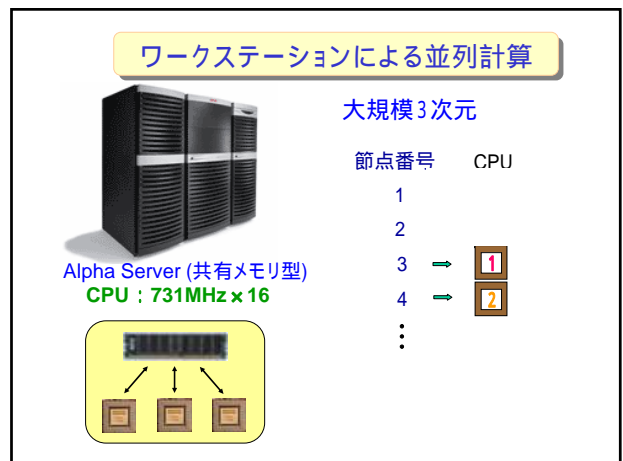 ワークステーションによる並列計算
大規模3次元
節点番号 CPU
1
2
3 ⇒ 1
4 ⇒ 2
⋮
Alpha Server (共有メモリ型)
CPU：731MHz×16